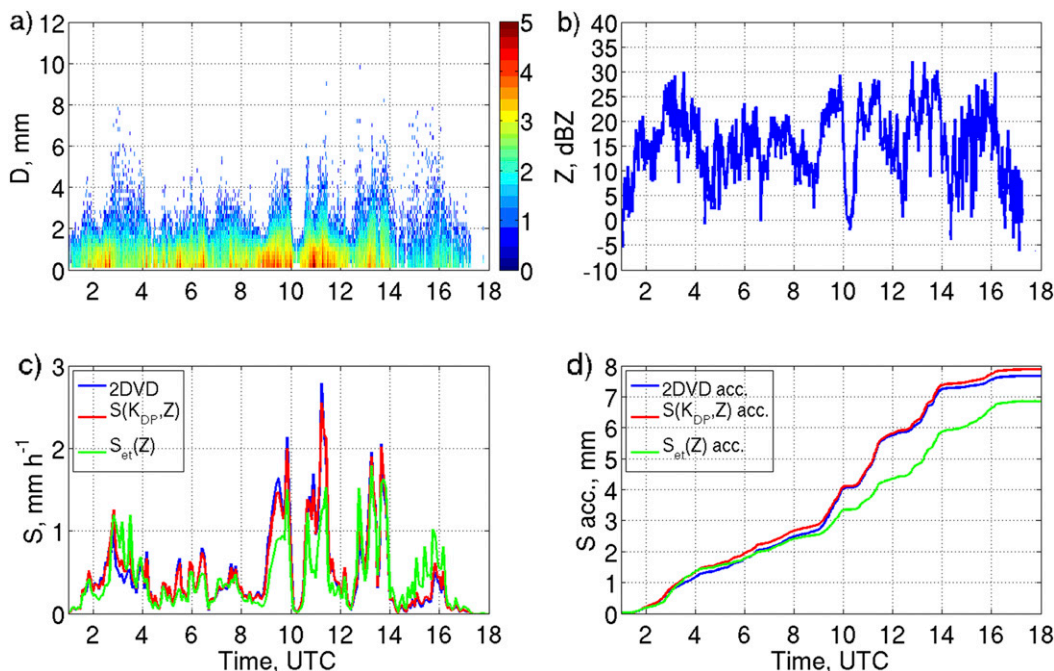 a)
12
10
8
6
4
2
0
D, mm
2 4 6 8 10 12 14 16 18
5
4
3
2
1
0
b)
40
35
30
25
20
15
10
5
0
-5
-10
Z, dBZ
2 4 6 8 10 12 14 16 18
c)
3
2
1
0
S, mm h⁻¹
2DVD
S(K_DP,Z)
S_et(Z)
2 4 6 8 10 12 14 16 18
Time, UTC
d)
8
7
6
5
4
3
2
1
0
S acc., mm
2DVD acc.
S(K_DP,Z) acc.
S_et(Z) acc.
2 4 6 8 10 12 14 16 18
Time, UTC